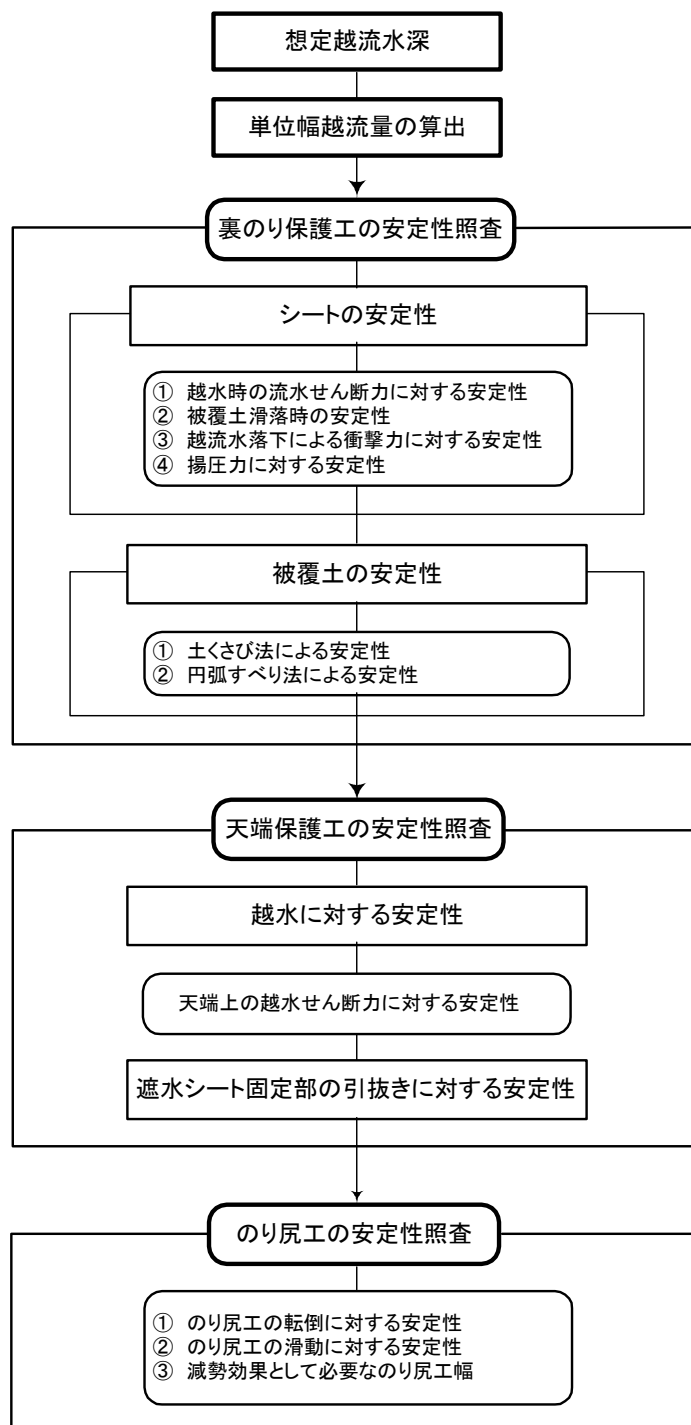 想定越流水深
単位幅越流量の算出
裏のり保護工の安定性照査
シートの安定性
① 越水時の流水せん断力に対する安定性
② 被覆土滑落時の安定性
③ 越流水落下による衝撃力に対する安定性
④ 揚圧力に対する安定性
被覆土の安定性
① 土くさび法による安定性
② 円弧すべり法による安定性
天端保護工の安定性照査
越水に対する安定性
天端上の越水せん断力に対する安定性
遮水シート固定部の引抜きに対する安定性
のり尻工の安定性照査
① のり尻工の転倒に対する安定性
② のり尻工の滑動に対する安定性
③ 減勢効果として必要なのり尻工幅